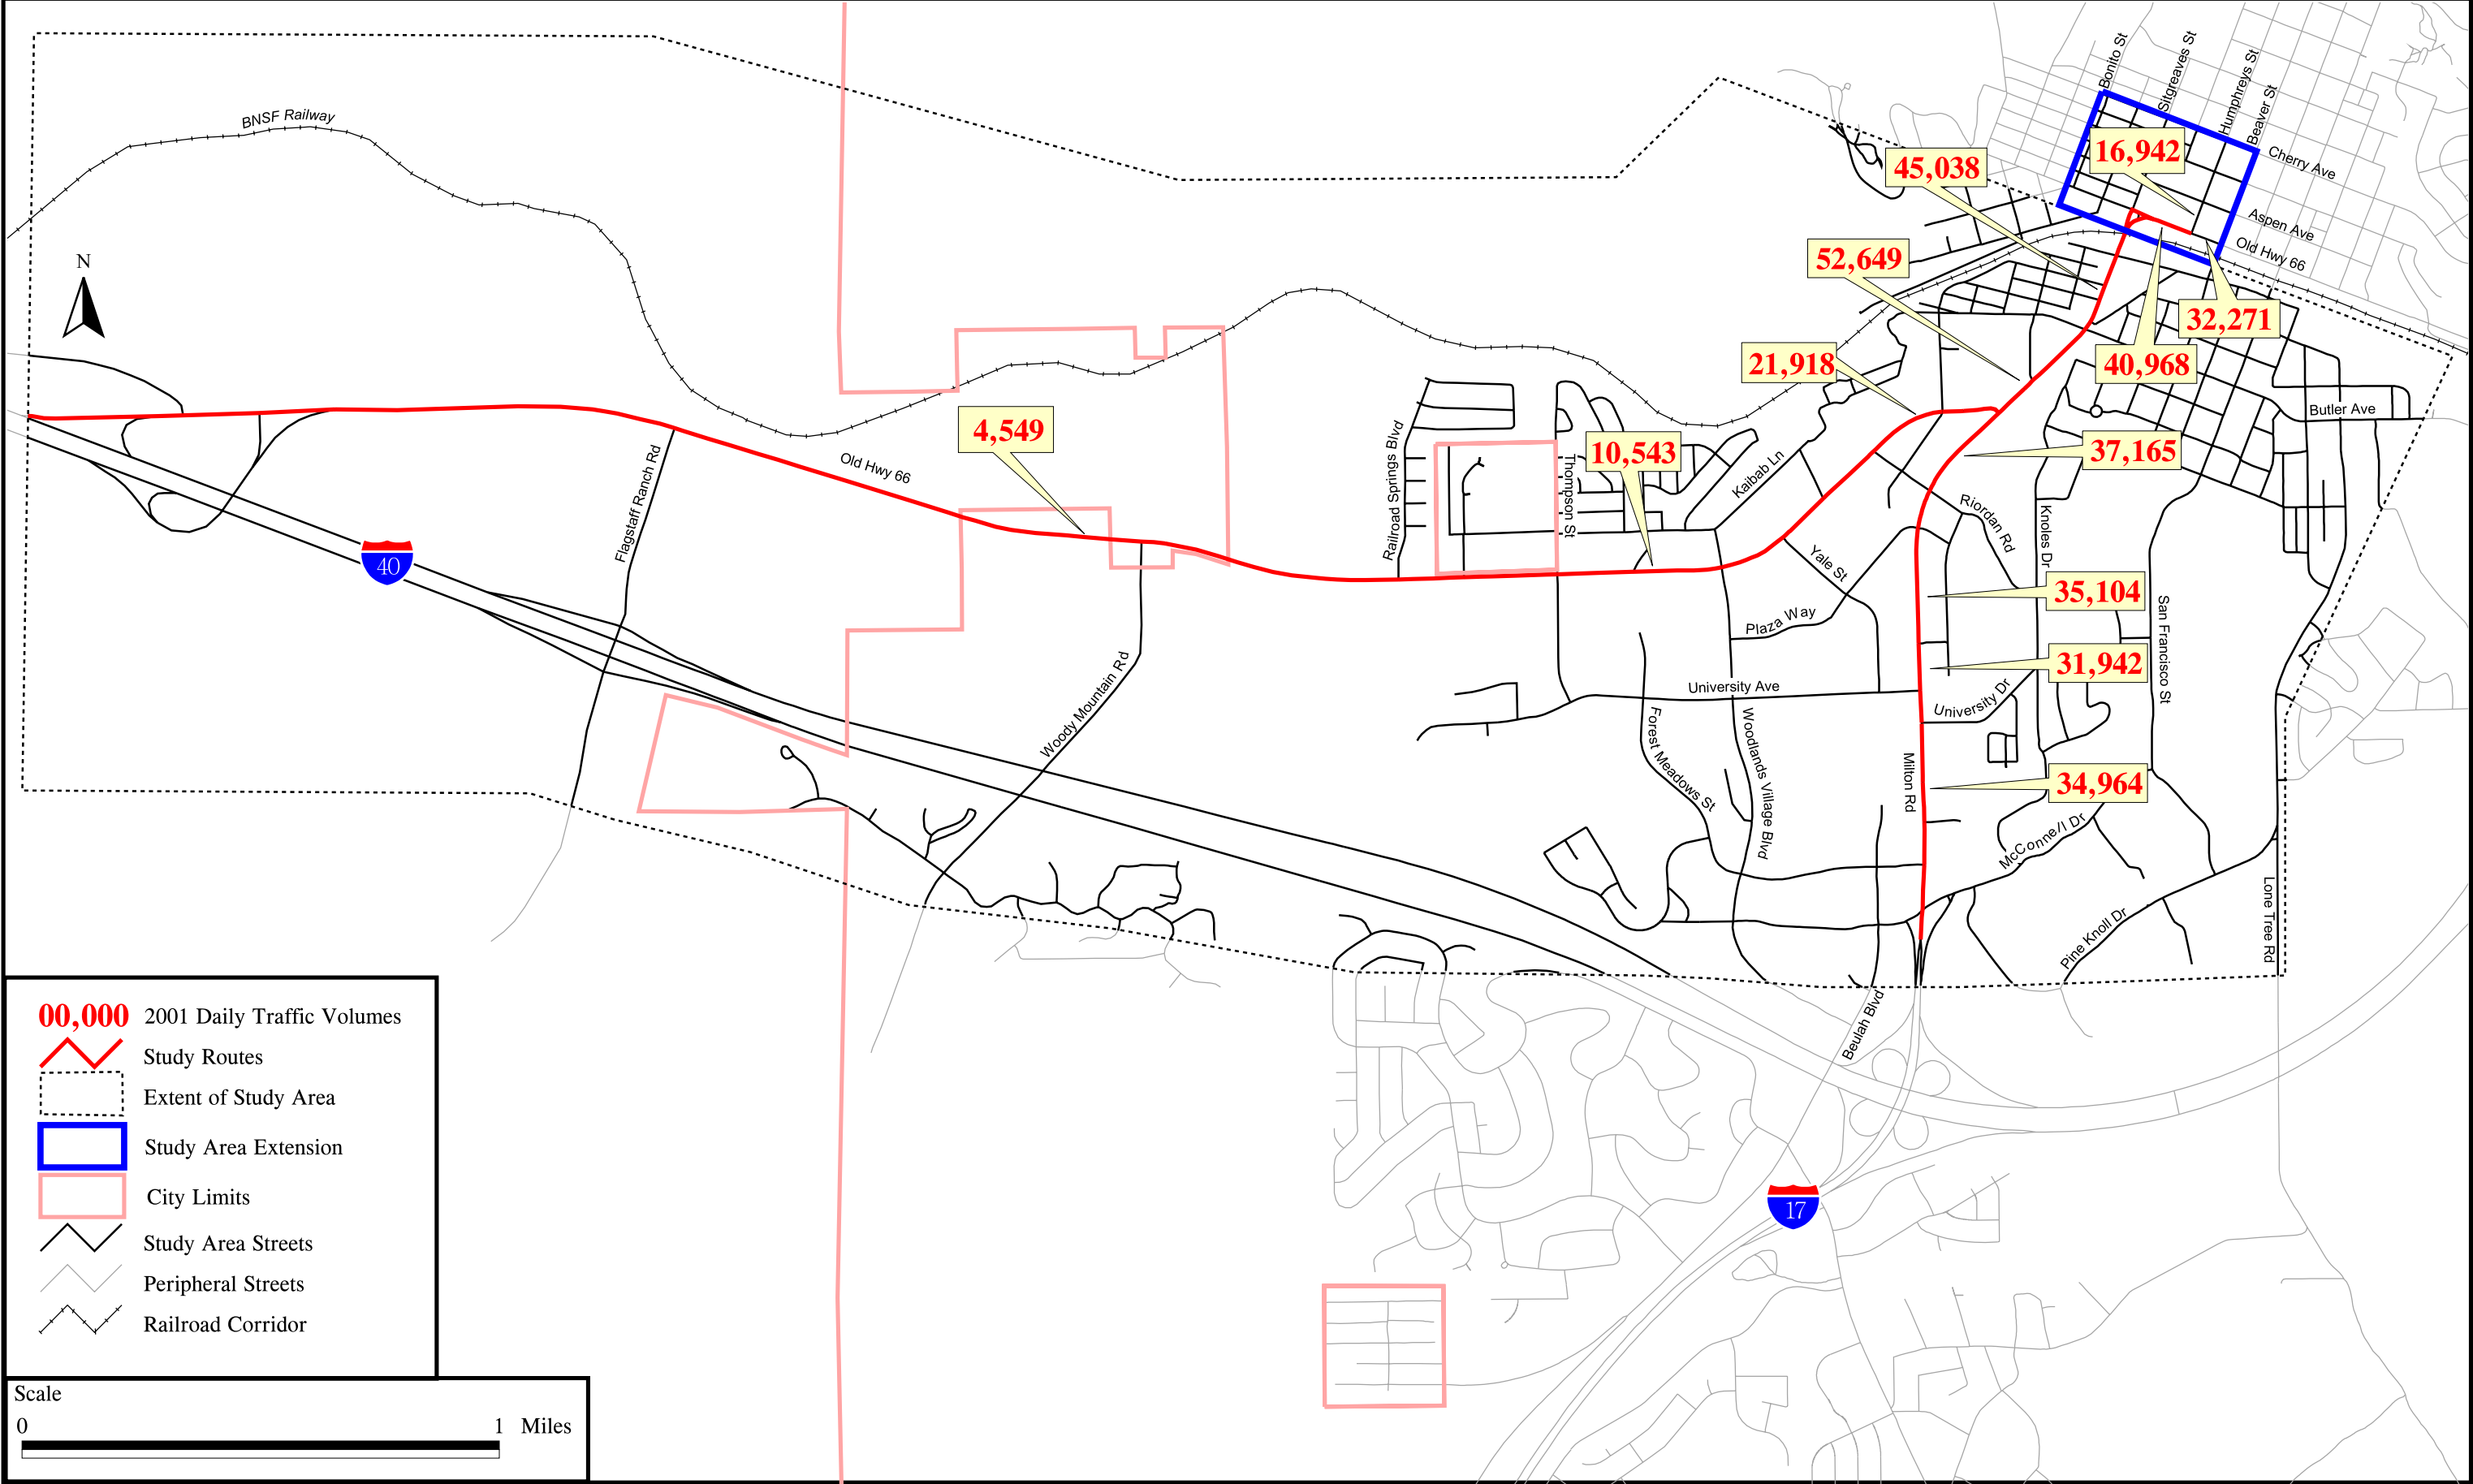 Bonito St
Sitgreaves St
Humphreys St
Beaver St
BNSF Railway
16,942
Cherry Ave
45,038
Aspen Ave
Old Hwy 66
52,649
N
32,271
21,918
40,968
Butler Ave
4,549
10,543
37,165
Old Hwy 66
Flagstaff Ranch Rd
Railroad Springs Blvd
Thompson St
Kaibab Ln
Riordan Rd
Knoles Dr
40
Yale St
35,104
Plaza Way
San Francisco St
31,942
Woody Mountain Rd
University Ave
University Dr
Forest Meadows St
Woodlands Village Blvd
Milton Rd
34,964
McConnell Dr
Pine Knoll Dr
Lone Tree Rd
Beulah Blvd
17
00,000 2001 Daily Traffic Volumes
Study Routes
Extent of Study Area
Study Area Extension
City Limits
Study Area Streets
Peripheral Streets
Railroad Corridor
Scale
0 1 Miles